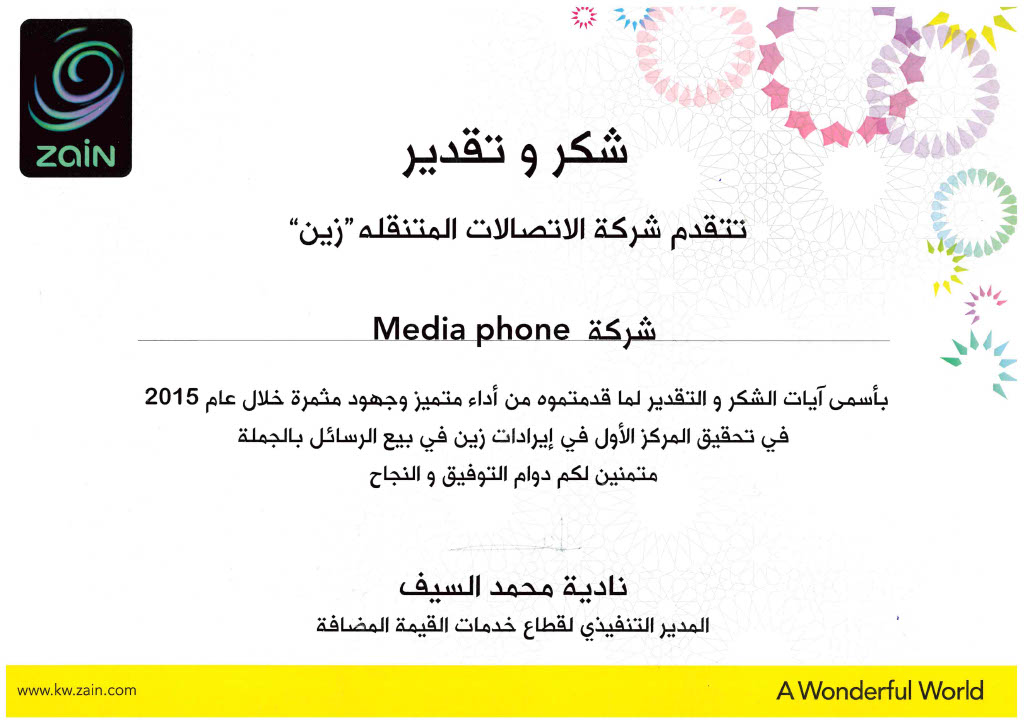 zain
شكر و تقدير
تتقدم شركة الاتصالات المتنقله "زين"
شركة Media phone
بأسمى آيات الشكر و التقدير لما قدمتموه من أداء متميز وجهود مثمرة خلال عام 2015
في تحقيق المركز الأول في إيرادات زين في بيع الرسائل بالجملة
متمنين لكم دوام التوفيق و النجاح
نادية محمد السيف
المدير التنفيذي لقطاع خدمات القيمة المضافة
www.kw.zain.com
A Wonderful World